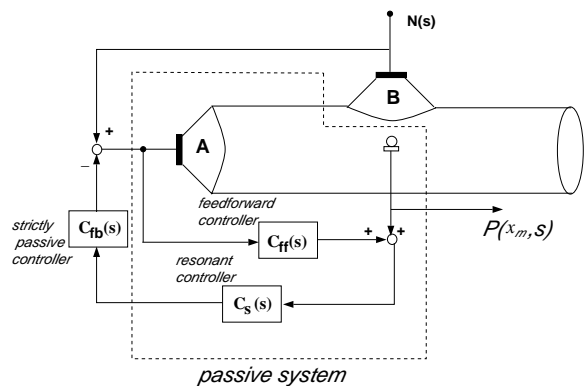 N(s)
B
+
A
−
feedforward
controller
P(x_m,s)
strictly
passive
controller
C_fb(s)
C_ff(s)
+ +
resonant
controller
C_s(s)
passive system